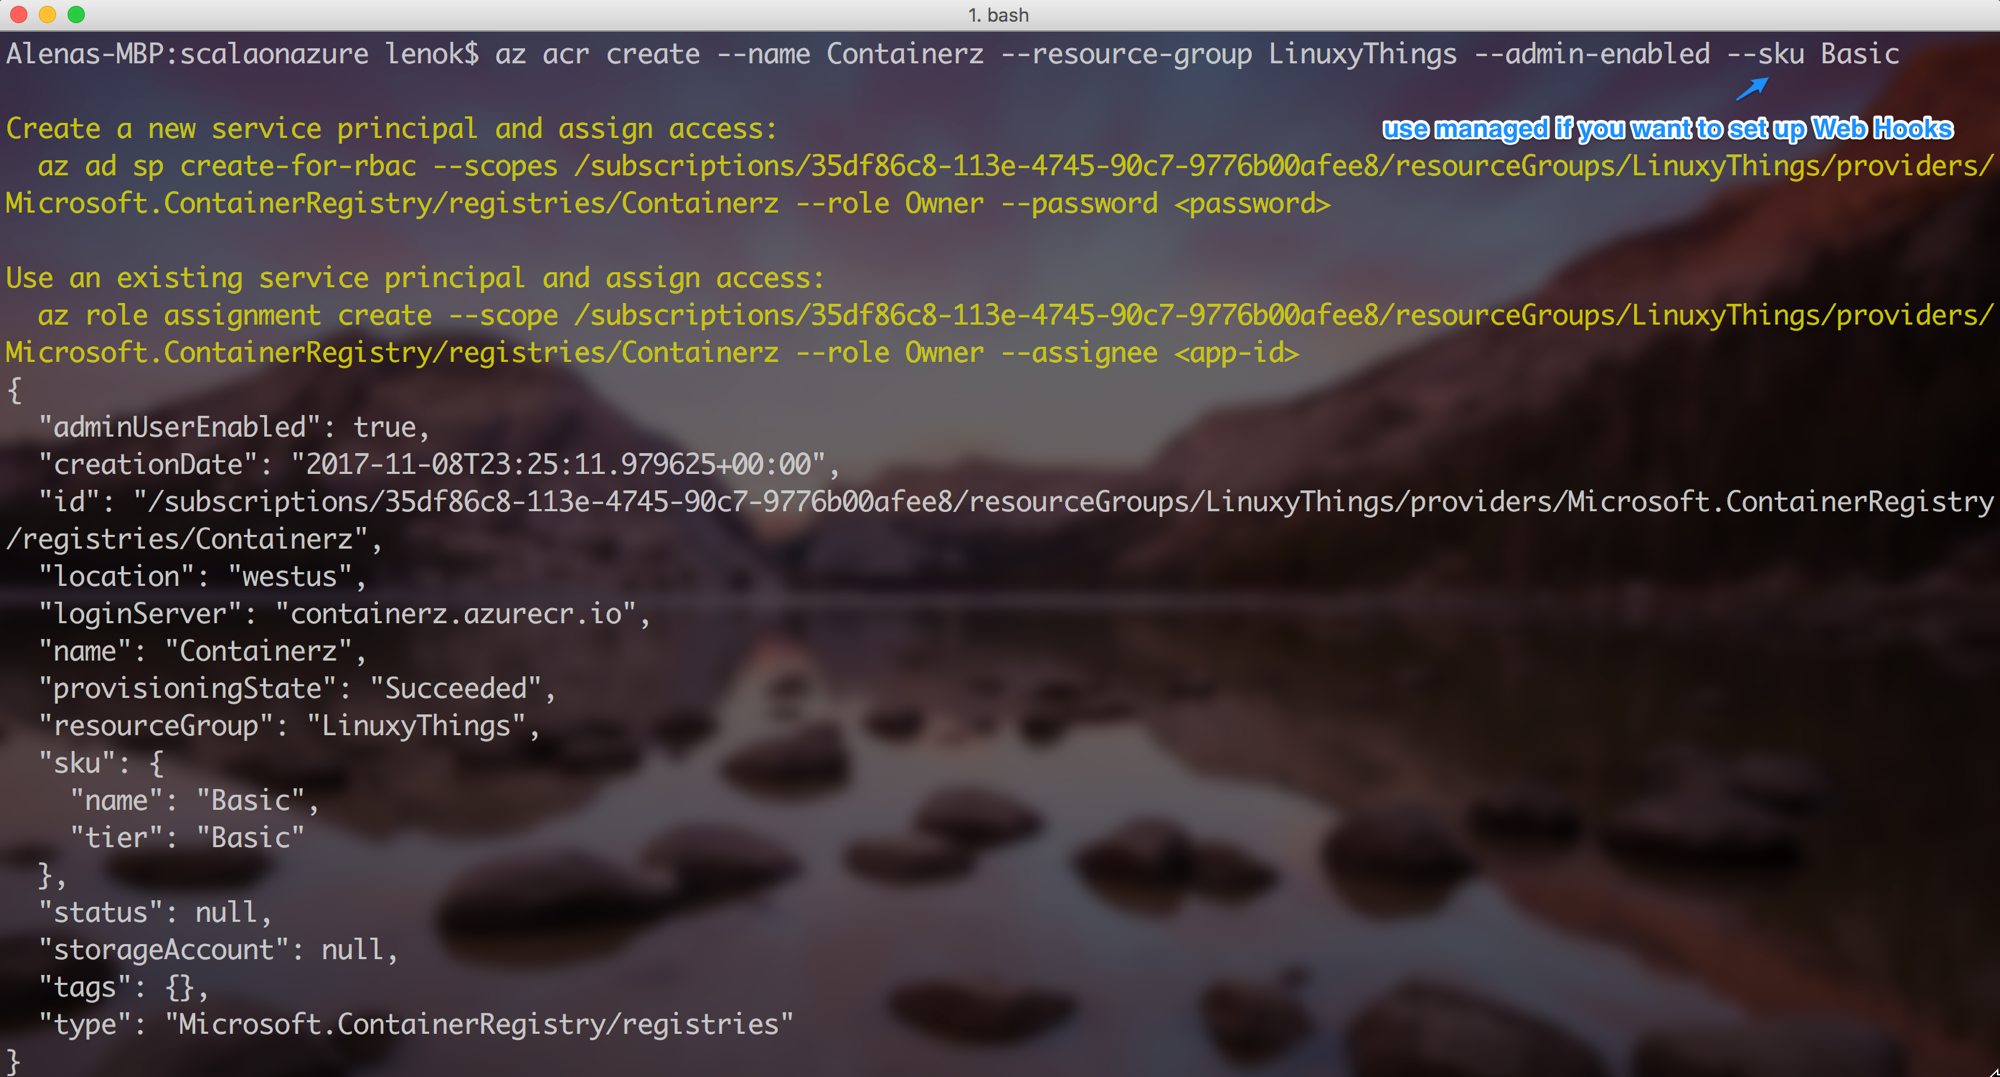 1. bash
Alenas-MBP:scalaonazure lenok$ az acr create --name Containerz --resource-group LinuxyThings --admin-enabled --sku Basic
use managed if you want to set up Web Hooks
Create a new service principal and assign access:
  az ad sp create-for-rbac --scopes /subscriptions/35df86c8-113e-4745-90c7-9776b00afee8/resourceGroups/LinuxyThings/providers/
Microsoft.ContainerRegistry/registries/Containerz --role Owner --password <password>
Use an existing service principal and assign access:
  az role assignment create --scope /subscriptions/35df86c8-113e-4745-90c7-9776b00afee8/resourceGroups/LinuxyThings/providers/
Microsoft.ContainerRegistry/registries/Containerz --role Owner --assignee <app-id>
{
  "adminUserEnabled": true,
  "creationDate": "2017-11-08T23:25:11.979625+00:00",
  "id": "/subscriptions/35df86c8-113e-4745-90c7-9776b00afee8/resourceGroups/LinuxyThings/providers/Microsoft.ContainerRegistry
/registries/Containerz",
  "location": "westus",
  "loginServer": "containerz.azurecr.io",
  "name": "Containerz",
  "provisioningState": "Succeeded",
  "resourceGroup": "LinuxyThings",
  "sku": {
    "name": "Basic",
    "tier": "Basic"
  },
  "status": null,
  "storageAccount": null,
  "tags": {},
  "type": "Microsoft.ContainerRegistry/registries"
}